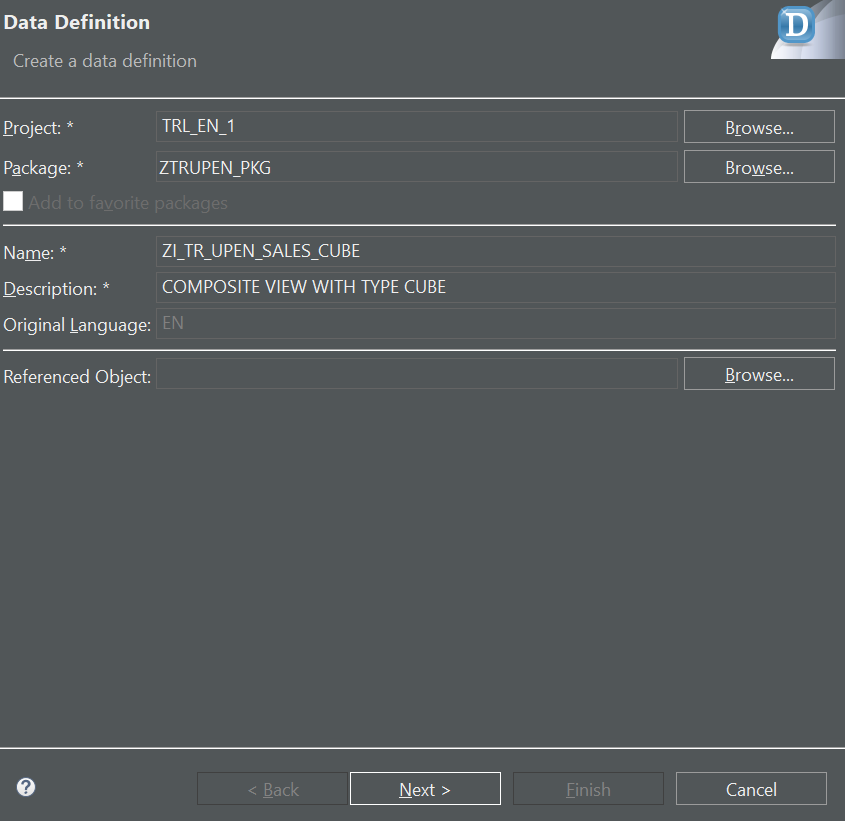 Data Definition
D
Create a data definition
Project: * TRL_EN_1 Browse...
Package: * ZTRUPEN_PKG Browse...
Add to favorite packages
Name: * ZI_TR_UPEN_SALES_CUBE
Description: * COMPOSITE VIEW WITH TYPE CUBE
Original Language: EN
Referenced Object: Browse...
? < Back Next > Finish Cancel